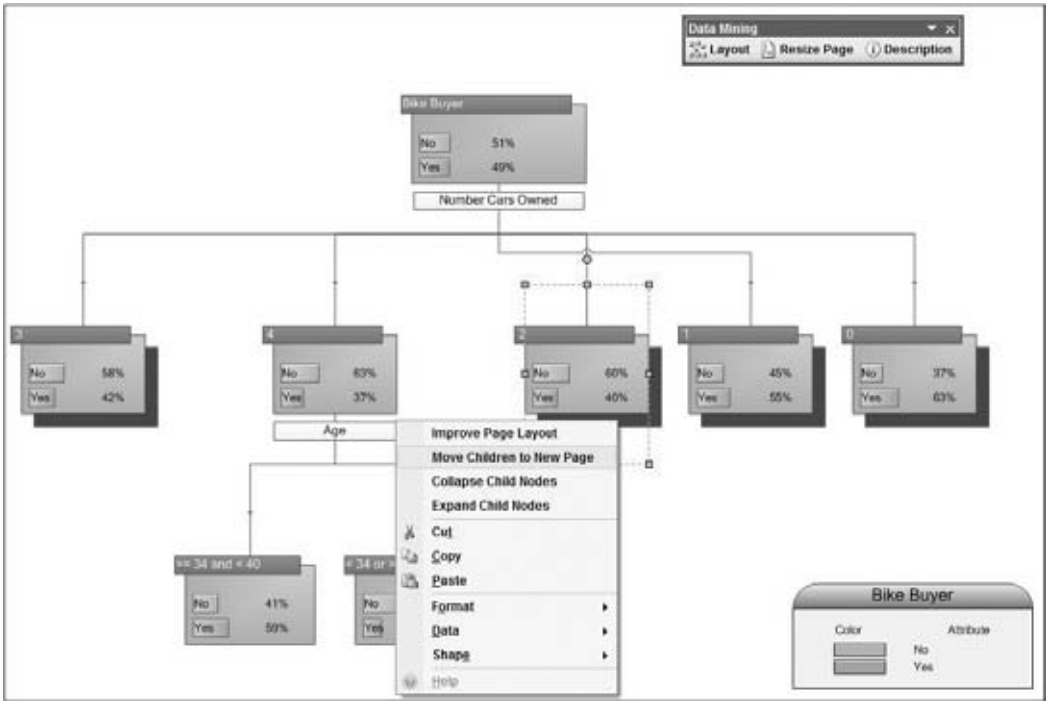 Data Mining
Layout Resize Page Description
Bike Buyer
No 51%
Yes 49%
Number Cars Owned
3
No 58%
Yes 42%
4
No 63%
Yes 37%
2
No 60%
Yes 40%
1
No 45%
Yes 55%
0
No 37%
Yes 63%
Age
>= 34 and < 40
No 41%
Yes 59%
< 34 or >
No
Yes
Improve Page Layout
Move Children to New Page
Collapse Child Nodes
Expand Child Nodes
Cut
Copy
Paste
Format
Data
Shape
Help
Bike Buyer
Color Attribute
No
Yes